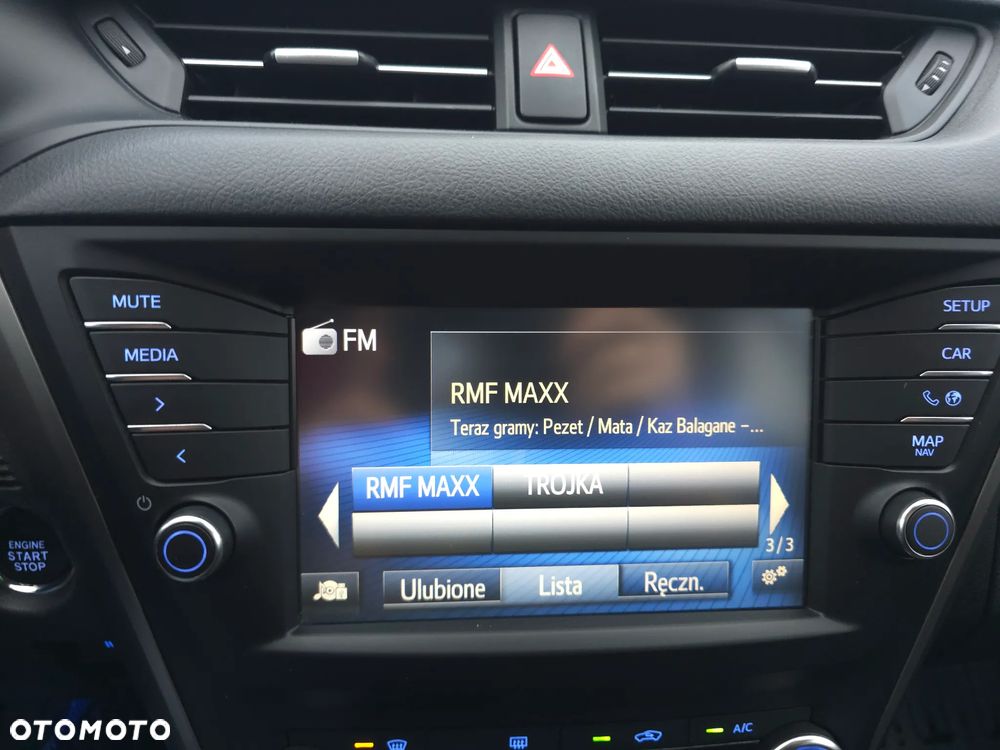 MUTE
MEDIA
ENGINE
START
STOP
FM
RMF MAXX
Teraz gramy: Pezet / Mata / Kaz Balagane –...
RMF MAXX
TROJKA
3/3
Ulubione
Lista
Ręczn.
SETUP
CAR
MAP
NAV
A/C
OTOMOTO